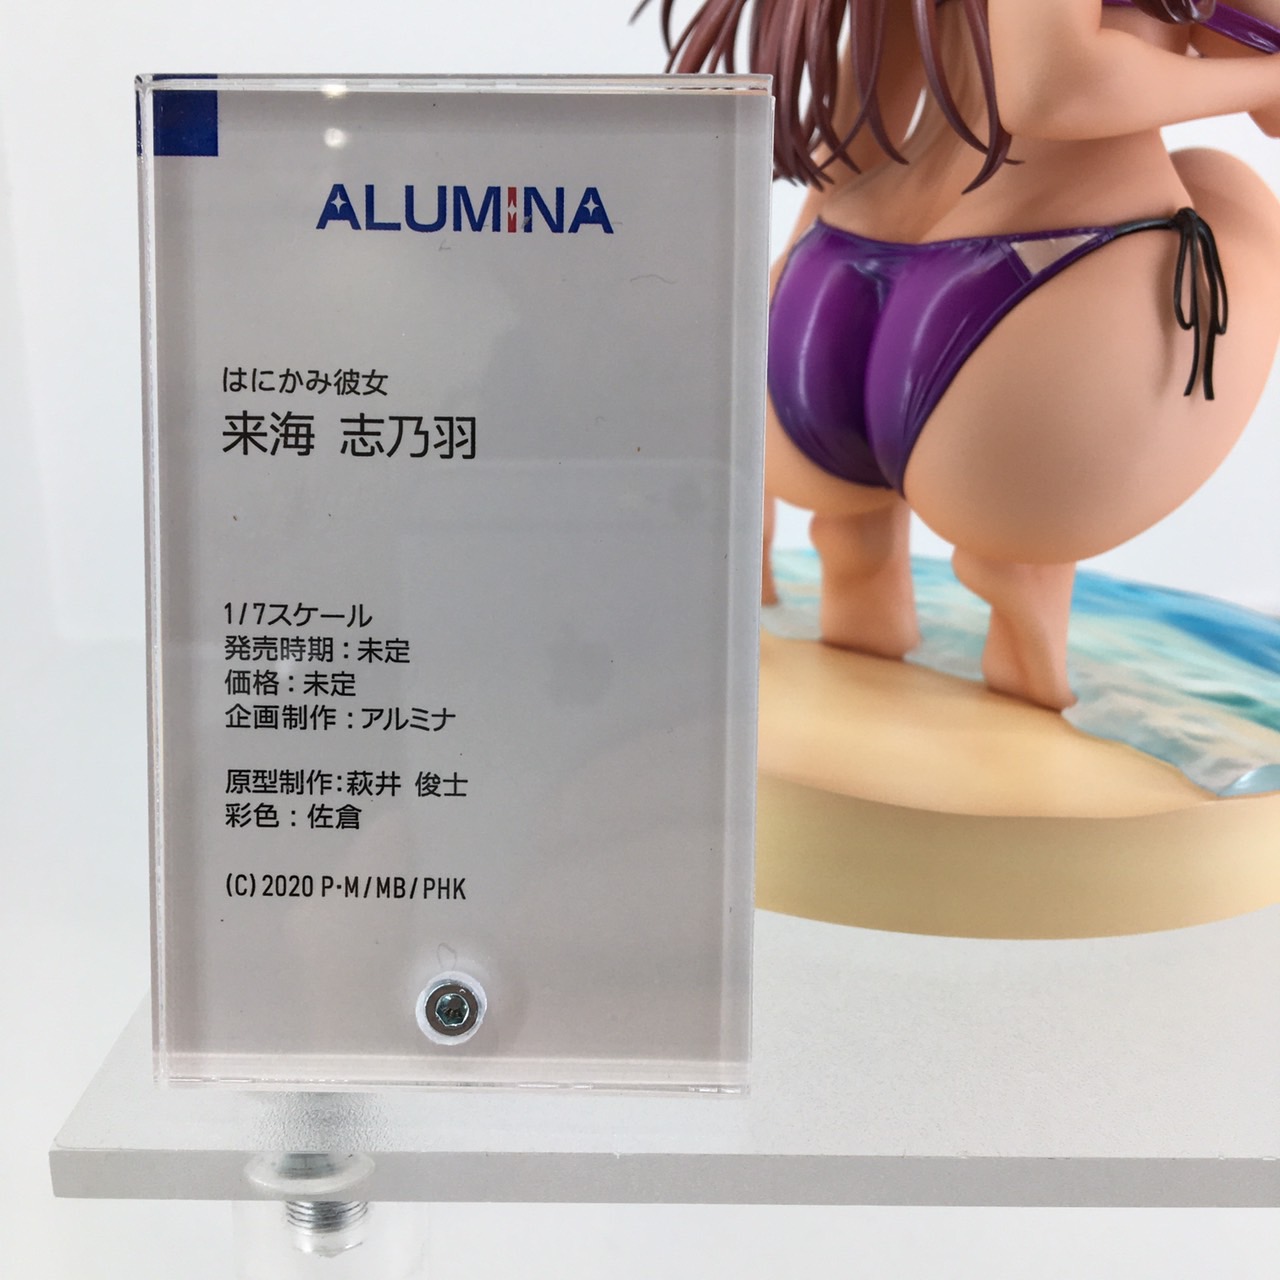 ALUMINA
はにかみ彼女
来海 志乃羽
1/7スケール
発売時期：未定
価格：未定
企画制作：アルミナ
原型制作:萩井 俊士
彩色：佐倉
(C)2020 P·M/MB/PHK